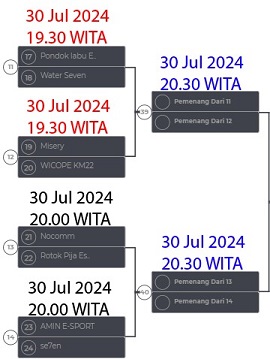 30 Jul 2024
19.30 WITA
17 Pondok labu E..
11
18 Water Seven
30 Jul 2024
19.30 WITA
19 Misery
12
20 WICOPE KM22
30 Jul 2024
20.00 WITA
21 Nocomm
13
22 Rotok Pija Es..
30 Jul 2024
20.00 WITA
23 AMIN E-SPORT
14
24 se7en
30 Jul 2024
20.30 WITA
Pemenang Dari 11
39
Pemenang Dari 12
30 Jul 2024
20.30 WITA
Pemenang Dari 13
40
Pemenang Dari 14